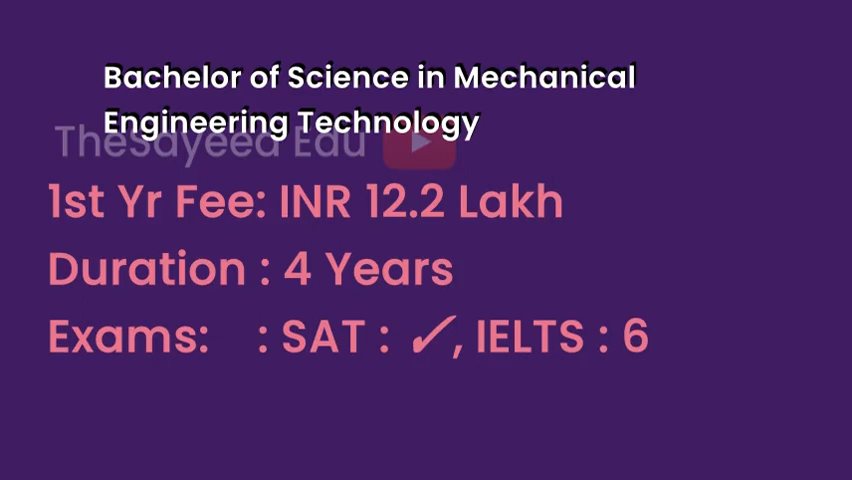 Bachelor of Science in Mechanical
Engineering Technology
TheSayeed Edu
1st Yr Fee: INR 12.2 Lakh
Duration : 4 Years
Exams: : SAT : ✓, IELTS : 6